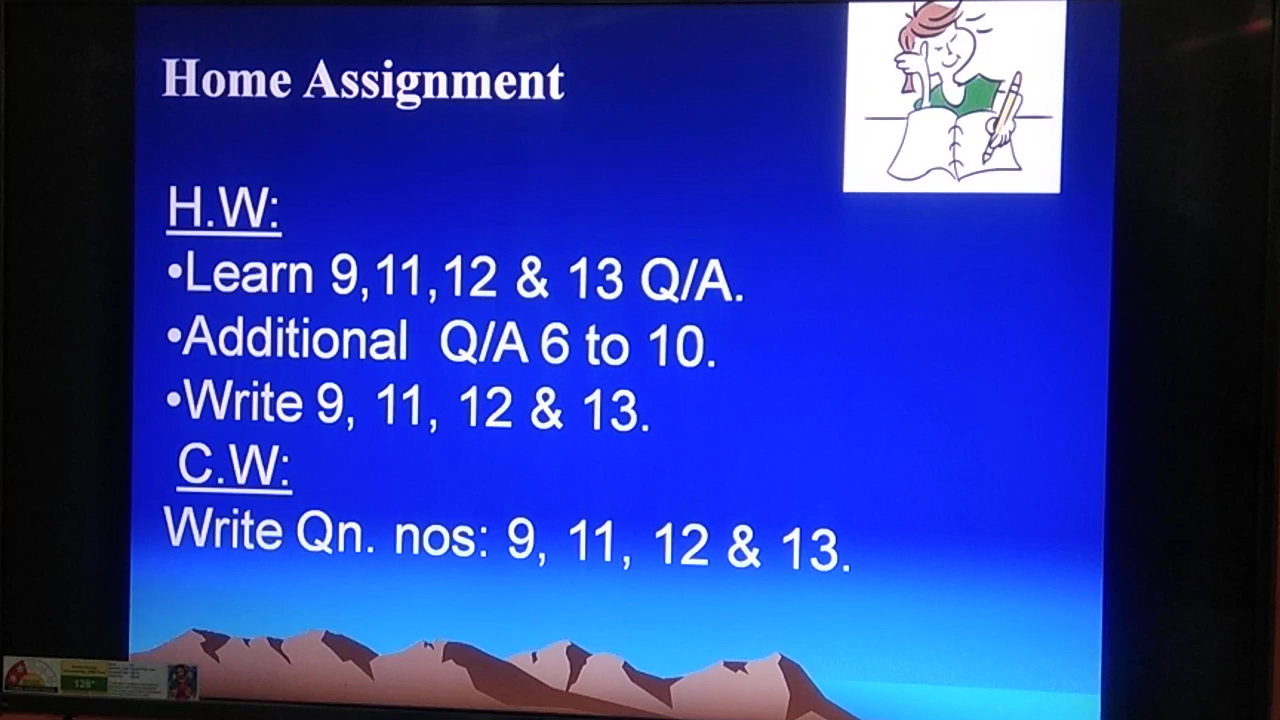 Home Assignment
H.W:
•Learn 9,11,12 & 13 Q/A.
•Additional Q/A 6 to 10.
•Write 9, 11, 12 & 13.
C.W:
Write Qn. nos: 9, 11, 12 & 13.
128"